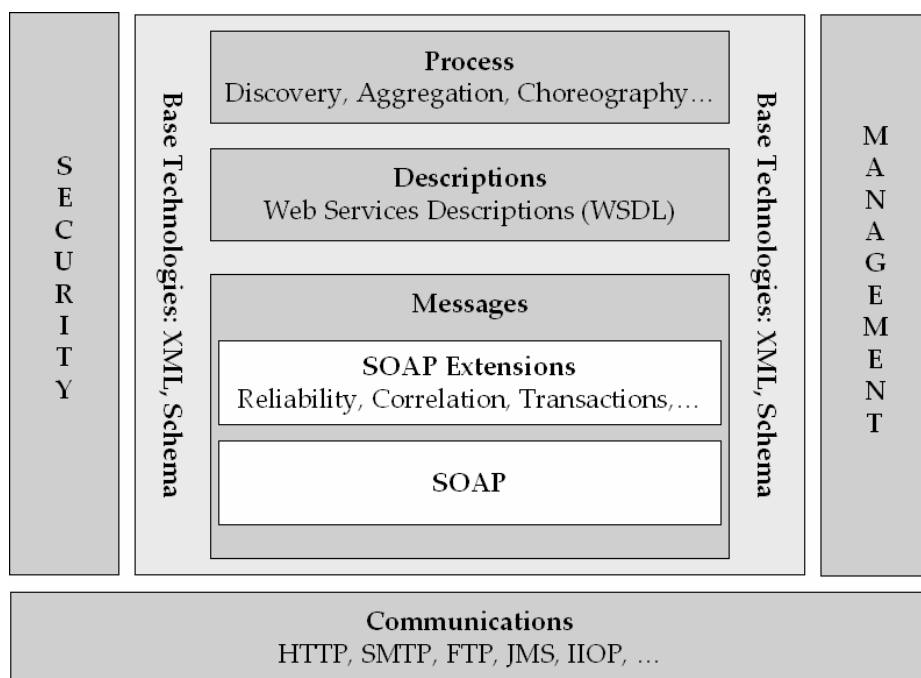 SECURITY
Base Technologies: XML, Schema
Process
Discovery, Aggregation, Choreography…
Descriptions
Web Services Descriptions (WSDL)
Messages
SOAP Extensions
Reliability, Correlation, Transactions,…
SOAP
Base Technologies: XML, Schema
MANAGEMENT
Communications
HTTP, SMTP, FTP, JMS, IIOP, …